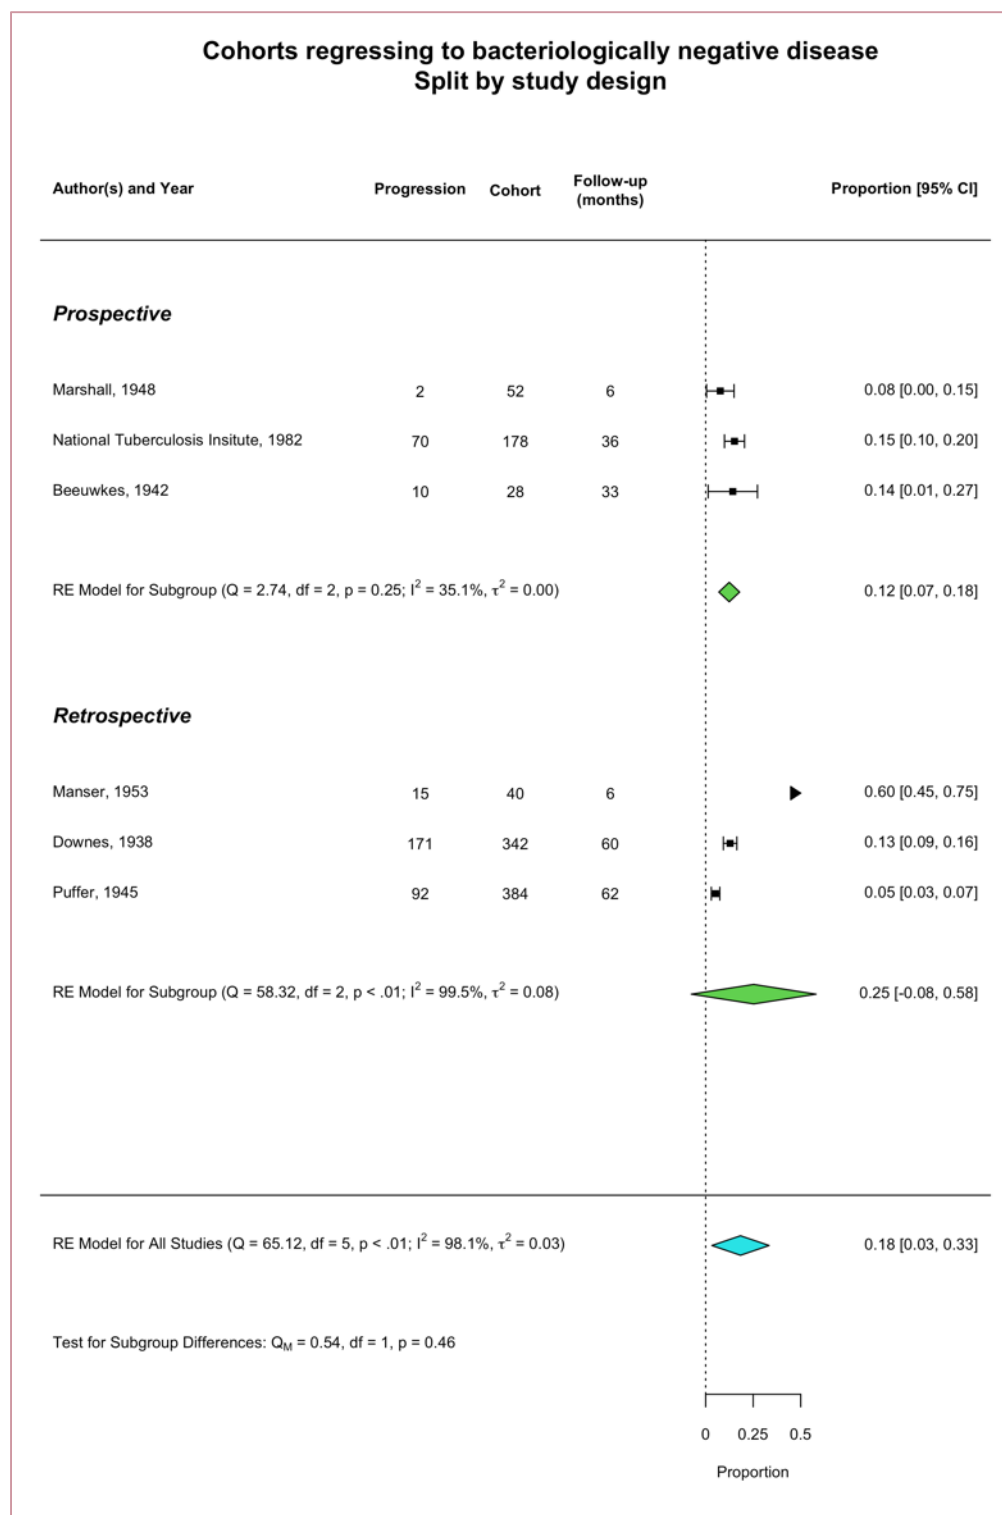 Cohorts regressing to bacteriologically negative disease
Split by study design
Author(s) and Year Progression Cohort Follow-up (months) Proportion [95% CI]
Prospective
Marshall, 1948 2 52 6 0.08 [0.00, 0.15]
National Tuberculosis Insitute, 1982 70 178 36 0.15 [0.10, 0.20]
Beeuwkes, 1942 10 28 33 0.14 [0.01, 0.27]
RE Model for Subgroup (Q = 2.74, df = 2, p = 0.25; I² = 35.1%, τ² = 0.00) 0.12 [0.07, 0.18]
Retrospective
Manser, 1953 15 40 6 0.60 [0.45, 0.75]
Downes, 1938 171 342 60 0.13 [0.09, 0.16]
Puffer, 1945 92 384 62 0.05 [0.03, 0.07]
RE Model for Subgroup (Q = 58.32, df = 2, p < .01; I² = 99.5%, τ² = 0.08) 0.25 [-0.08, 0.58]
RE Model for All Studies (Q = 65.12, df = 5, p < .01; I² = 98.1%, τ² = 0.03) 0.18 [0.03, 0.33]
Test for Subgroup Differences: Q_M = 0.54, df = 1, p = 0.46
0 0.25 0.5
Proportion